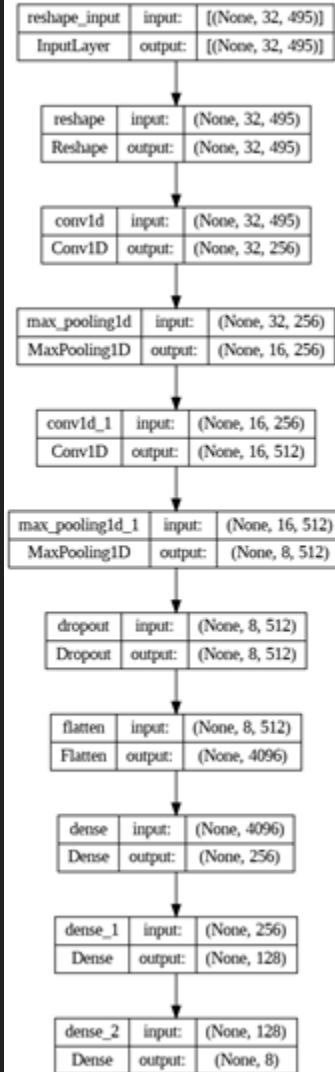 reshape_input input: [(None, 32, 495)]
InputLayer output: [(None, 32, 495)]
reshape input: (None, 32, 495)
Reshape output: (None, 32, 495)
conv1d input: (None, 32, 495)
Conv1D output: (None, 32, 256)
max_pooling1d input: (None, 32, 256)
MaxPooling1D output: (None, 16, 256)
conv1d_1 input: (None, 16, 256)
Conv1D output: (None, 16, 512)
max_pooling1d_1 input: (None, 16, 512)
MaxPooling1D output: (None, 8, 512)
dropout input: (None, 8, 512)
Dropout output: (None, 8, 512)
flatten input: (None, 8, 512)
Flatten output: (None, 4096)
dense input: (None, 4096)
Dense output: (None, 256)
dense_1 input: (None, 256)
Dense output: (None, 128)
dense_2 input: (None, 128)
Dense output: (None, 8)